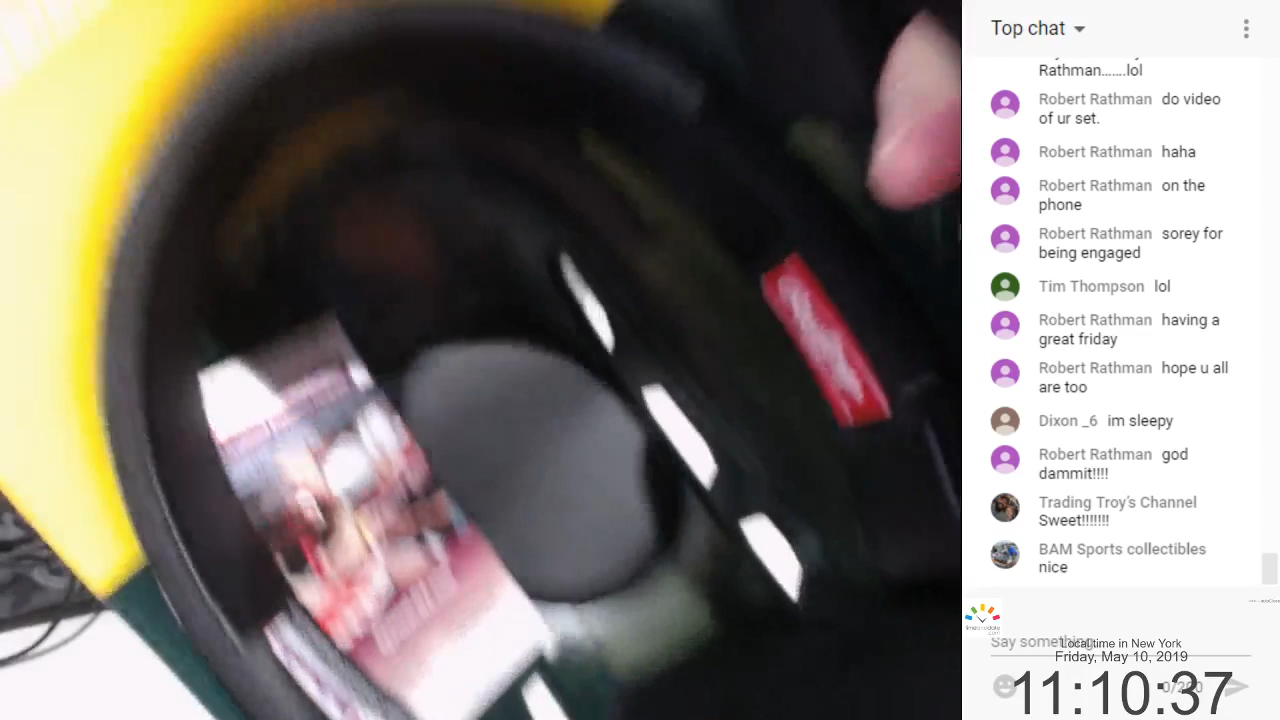 Top chat
Rathman.......lol
Robert Rathman do video
of ur set.
Robert Rathman haha
Robert Rathman on the
phone
Robert Rathman sorey for
being engaged
Tim Thompson lol
Robert Rathman having a
great friday
Robert Rathman hope u all
are too
Dixon _6 im sleepy
Robert Rathman god
dammit!!!!
Trading Troy's Channel
Sweet!!!!!!!
BAM Sports collectibles
nice
Say something...
Local time in New York
Friday, May 10, 2019
11:10:37